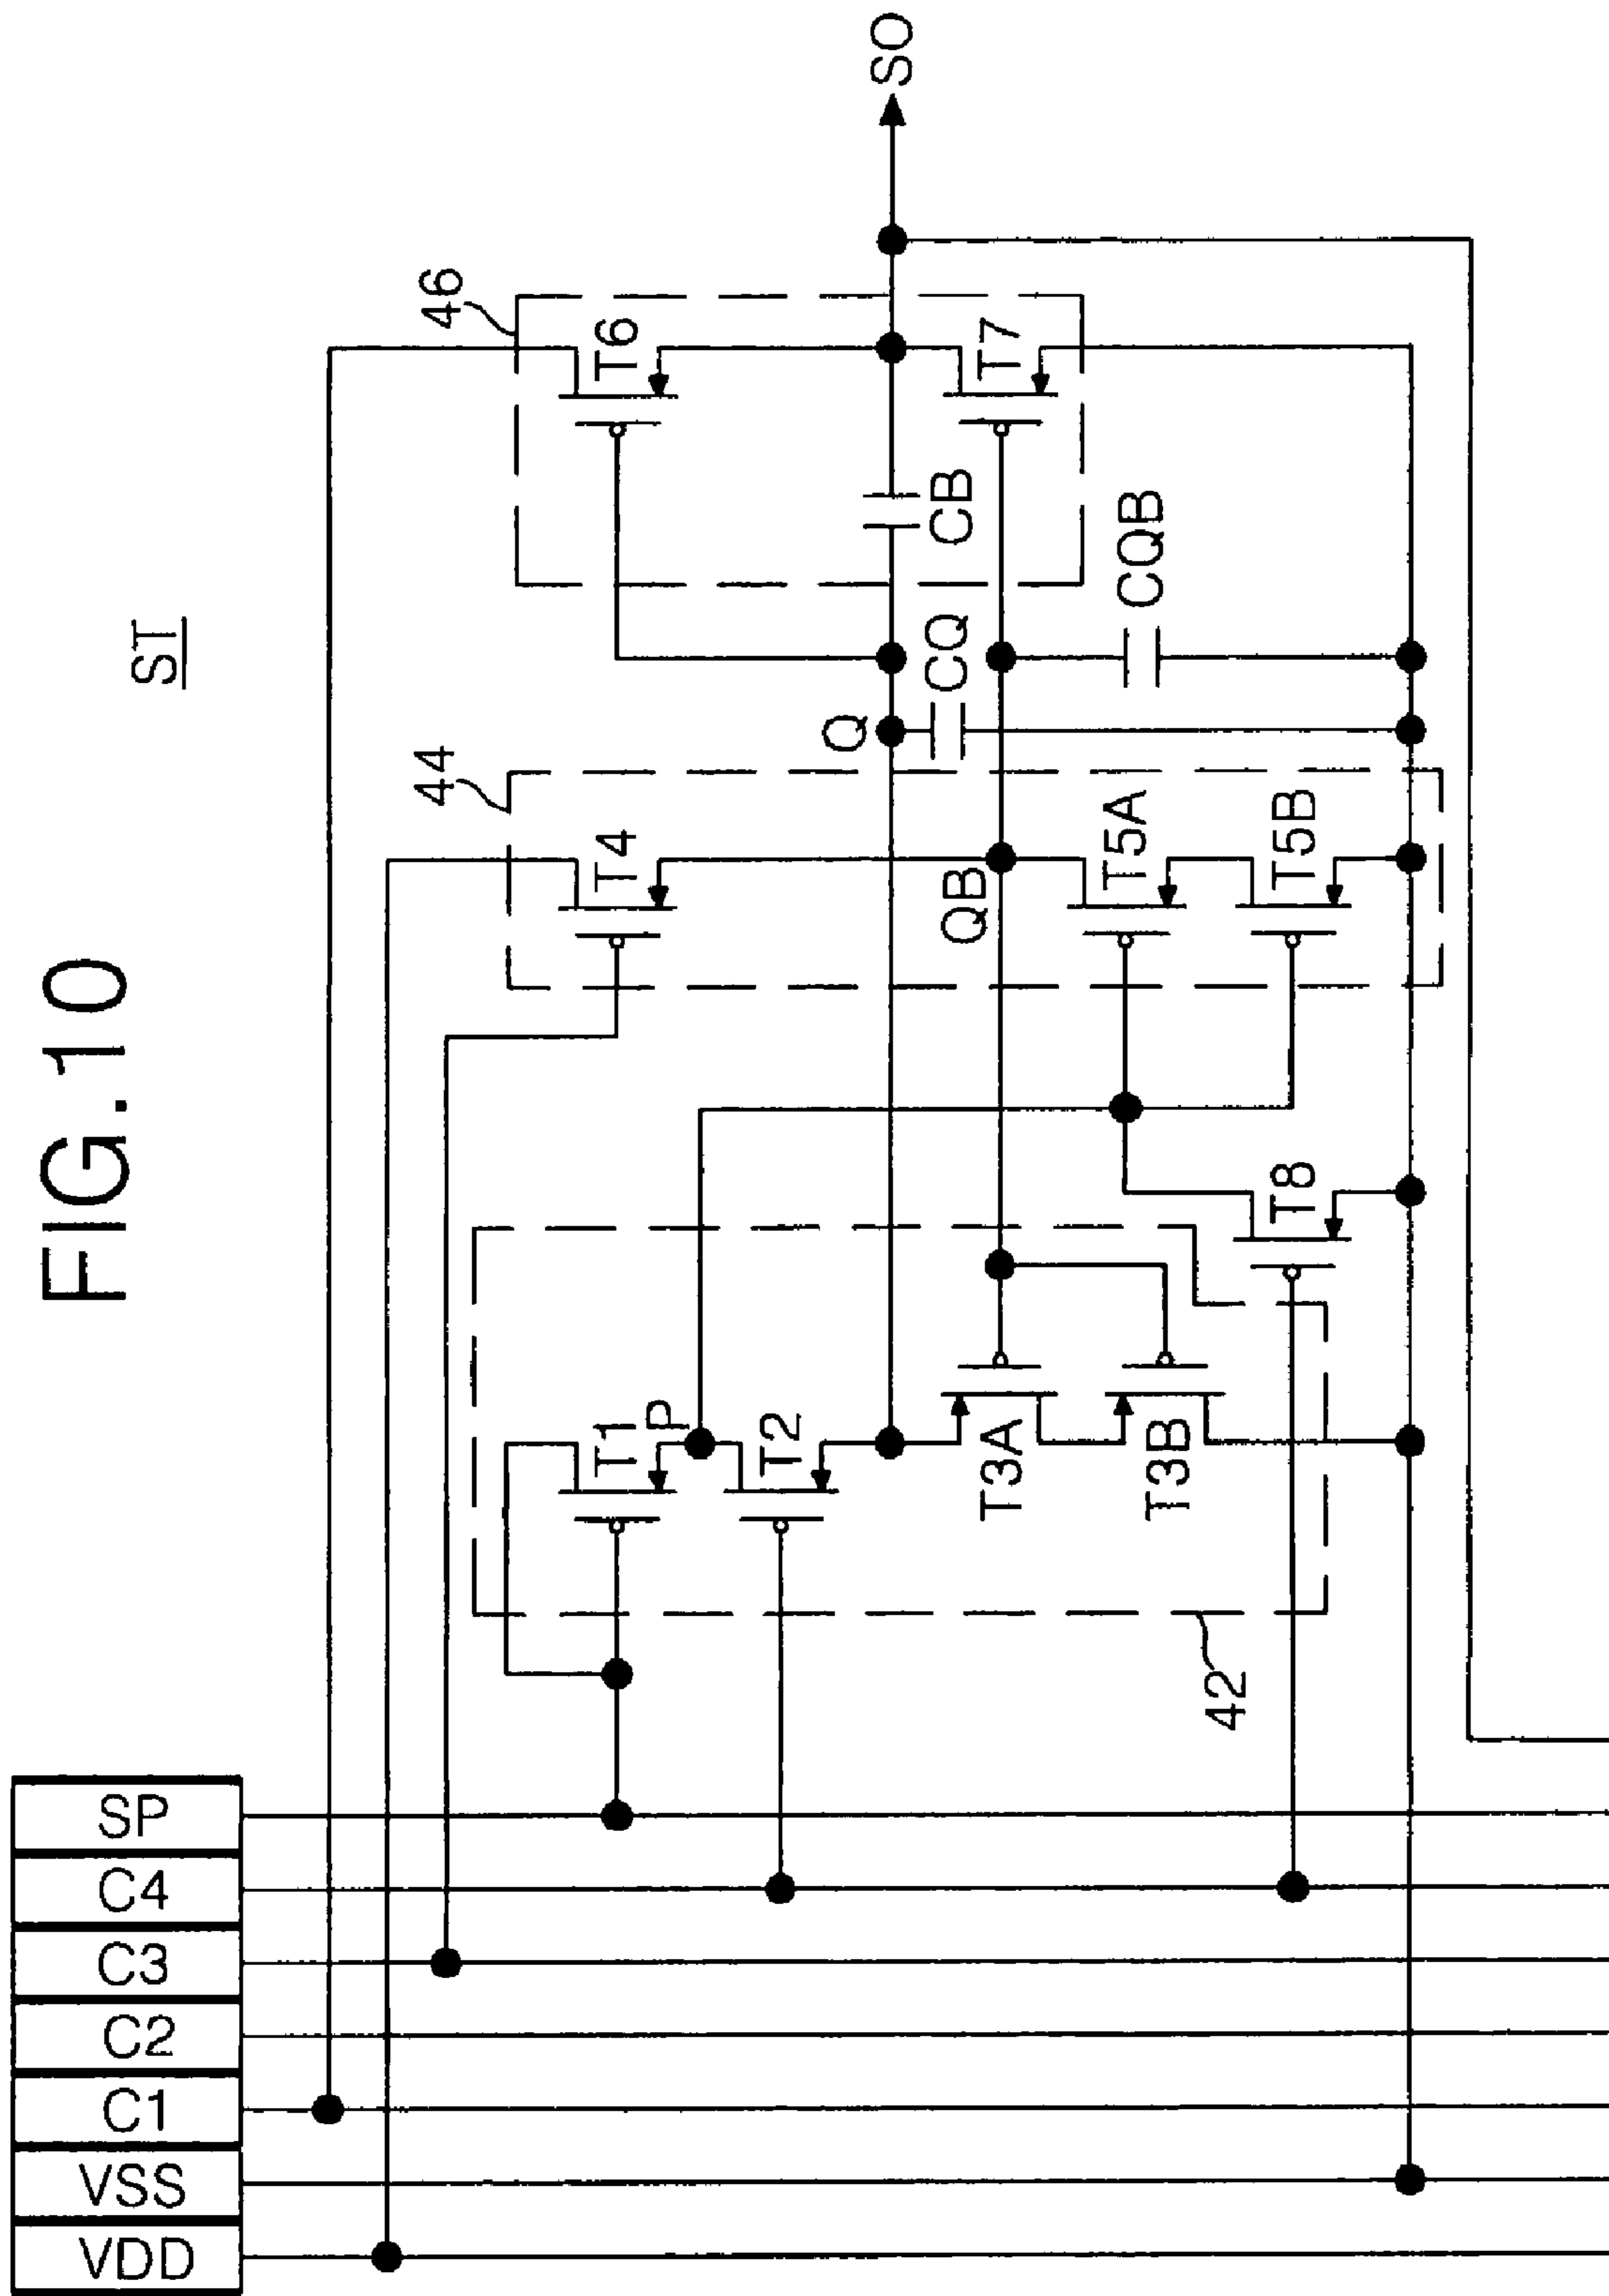 FIG.10
ST
SP
C4
C3
C2
C1
VSS
VDD
42
44
46
T1
P
T2
T3A
T3B
T8
T4
QB
T5A
T5B
Q
CQ
CQB
CB
T6
T7
SO